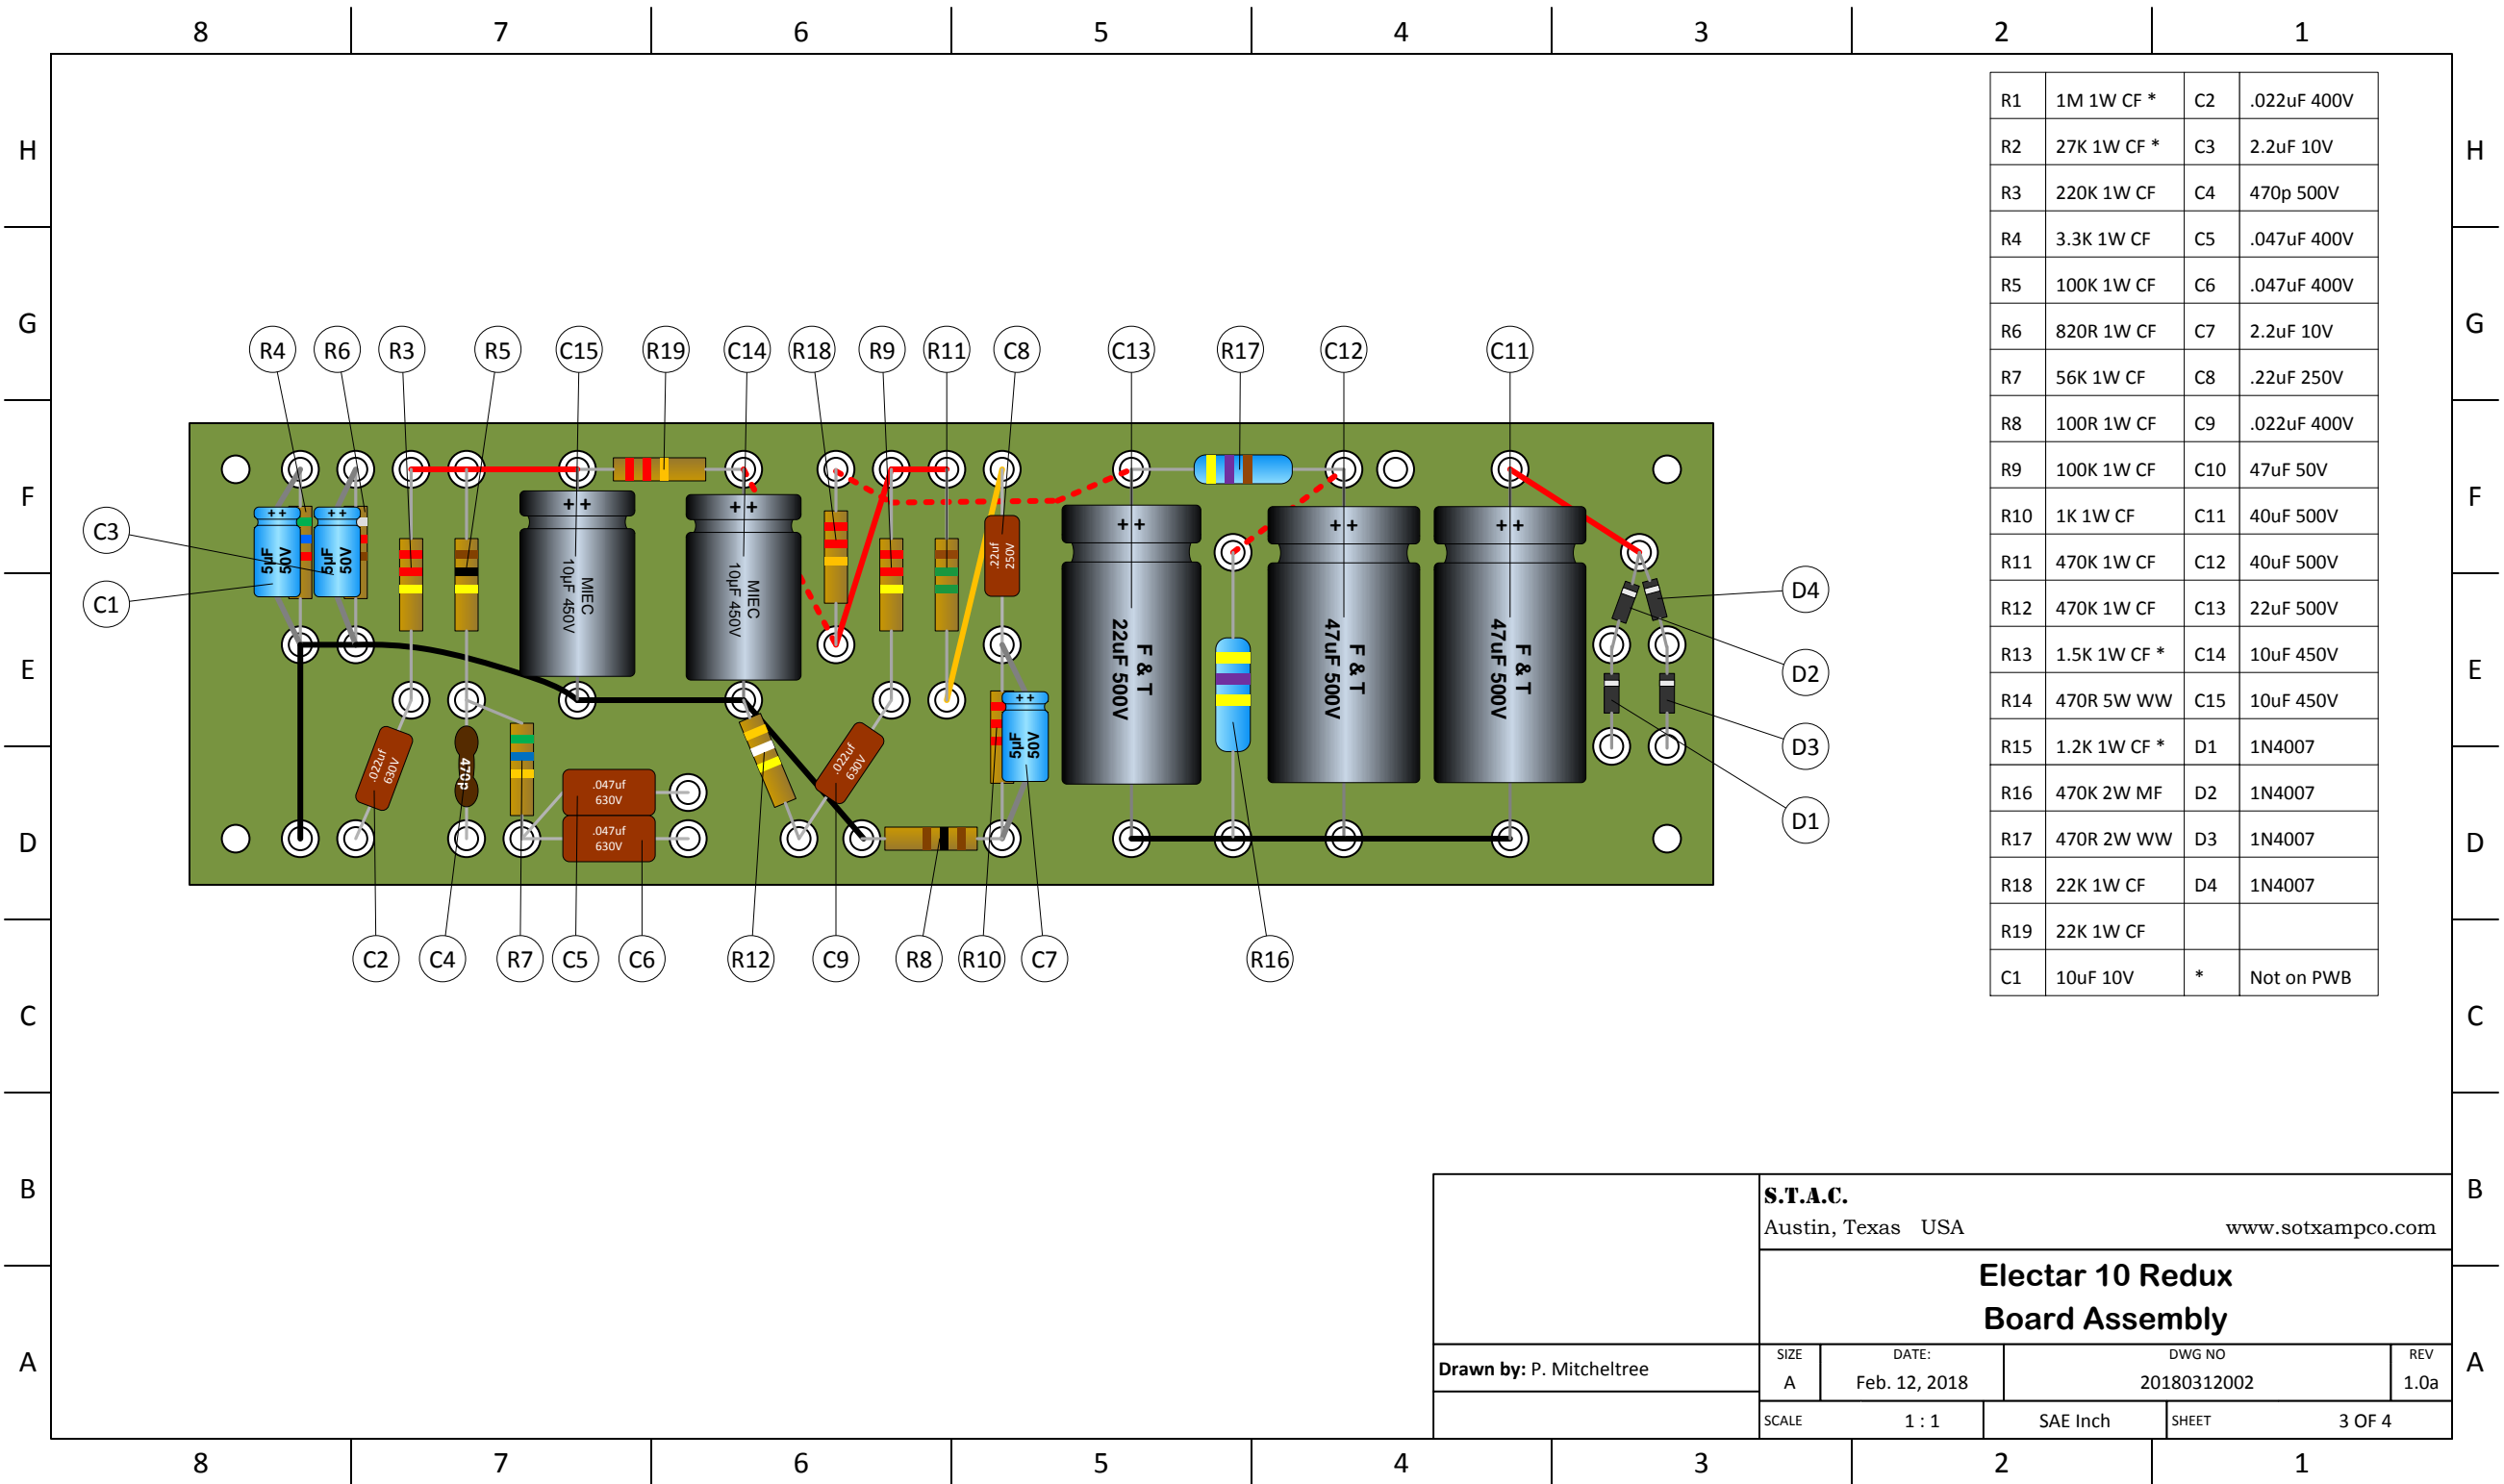 8 7 6 5 4 3 2 1
H H
G G
F F
E E
D D
C C
B B
A A
R1 1M 1W CF * C2 .022uF 400V
R2 27K 1W CF * C3 2.2uF 10V
R3 220K 1W CF C4 470p 500V
R4 3.3K 1W CF C5 .047uF 400V
R5 100K 1W CF C6 .047uF 400V
R6 820R 1W CF C7 2.2uF 10V
R7 56K 1W CF C8 .22uF 250V
R8 100R 1W CF C9 .022uF 400V
R9 100K 1W CF C10 47uF 50V
R10 1K 1W CF C11 40uF 500V
R11 470K 1W CF C12 40uF 500V
R12 470K 1W CF C13 22uF 500V
R13 1.5K 1W CF * C14 10uF 450V
R14 470R 5W WW C15 10uF 450V
R15 1.2K 1W CF * D1 1N4007
R16 470K 2W MF D2 1N4007
R17 470R 2W WW D3 1N4007
R18 22K 1W CF D4 1N4007
R19 22K 1W CF
C1 10uF 10V * Not on PWB
R4 R6 R3 R5 C15 R19 C14 R18 R9 R11 C8 C13 R17 C12 C11
C3
C1
D4
D2
D3
D1
++
5µF
50V
++
5µF
50V
++
MIEC
10µF 450V
++
MIEC
10µF 450V
.22uf
250V
++
F & T
22uF 500V
++
F & T
47uF 500V
++
F & T
47uF 500V
.022uf
630V
470p
.047uf
630V
.047uf
630V
.022uf
630V
++
5µF
50V
C2 C4 R7 C5 C6 R12 C9 R8 R10 C7 R16
S.T.A.C.
Austin, Texas USA www.sotxampco.com
Electar 10 Redux
Board Assembly
Drawn by: P. Mitcheltree
SIZE DATE: DWG NO REV
A Feb. 12, 2018 20180312002 1.0a
SCALE 1 : 1 SAE Inch SHEET 3 OF 4
8 7 6 5 4 3 2 1